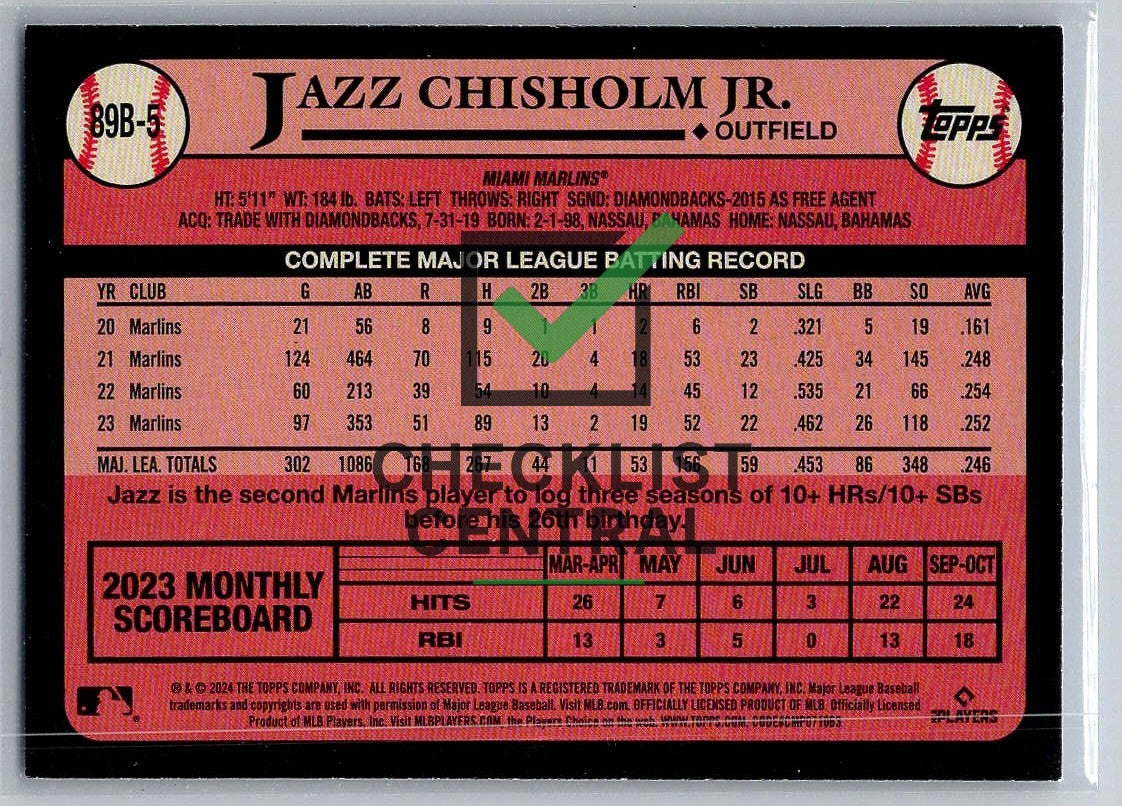 89B-5
JAZZ CHISHOLM JR.
OUTFIELD
TOPPS
MIAMI MARLINS®
HT: 5'11" WT: 184 lb. BATS: LEFT THROWS: RIGHT SGND: DIAMONDBACKS-2015 AS FREE AGENT
ACQ: TRADE WITH DIAMONDBACKS, 7-31-19 BORN: 2-1-98, NASSAU, BAHAMAS HOME: NASSAU, BAHAMAS
COMPLETE MAJOR LEAGUE BATTING RECORD
YR CLUB G AB R H 2B 3B HR RBI SB SLG BB SO AVG
20 Marlins 21 56 8 9 1 1 2 6 2 .321 5 19 .161
21 Marlins 124 464 70 115 20 4 18 53 23 .425 34 145 .248
22 Marlins 60 213 39 54 10 4 14 45 12 .535 21 66 .254
23 Marlins 97 353 51 89 13 2 19 52 22 .462 26 118 .252
MAJ. LEA. TOTALS 302 1086 168 267 44 11 53 156 59 .453 86 348 .246
CHECKLIST
CENTRAL
Jazz is the second Marlins player to log three seasons of 10+ HRs/10+ SBs
before his 26th birthday.
2023 MONTHLY
SCOREBOARD
MAR-APR MAY JUN JUL AUG SEP-OCT
HITS 26 7 6 3 22 24
RBI 13 3 5 0 13 18
® & © 2024 THE TOPPS COMPANY, INC. ALL RIGHTS RESERVED. TOPPS IS A REGISTERED TRADEMARK OF THE TOPPS COMPANY, INC. Major League Baseball
trademarks and copyrights are used with permission of Major League Baseball. Visit MLB.com. OFFICIALLY LICENSED PRODUCT OF MLB. Officially Licensed
Product of MLB Players, Inc. Visit MLBPLAYERS.COM, the Players Choice on the web. WWW.TOPPS.COM. CODE#CMP071063
PLAYERS